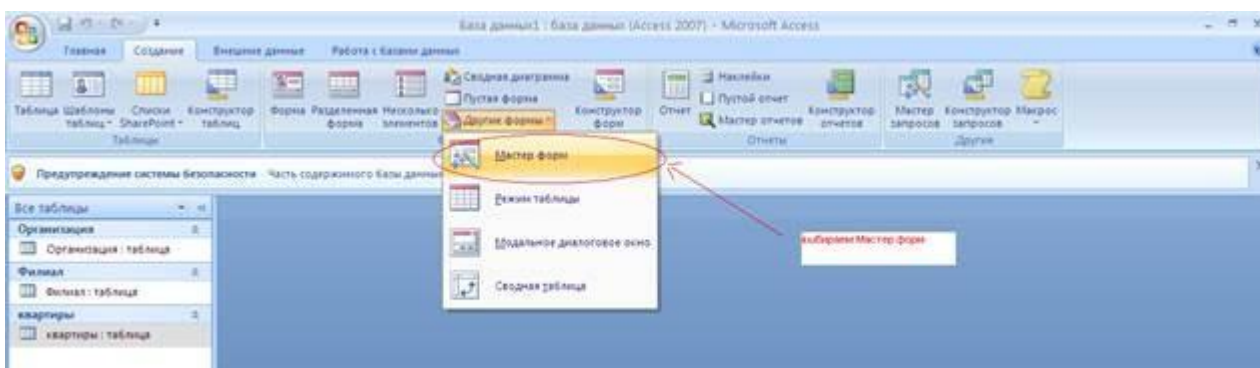 База данных1 : база данных (Access 2007) - Microsoft Access
Главная Создание Внешние данные Работа с базами данных
Таблица Шаблоны таблиц Списки SharePoint Конструктор таблиц
Таблицы
Форма Разделенная форма Несколько элементов
Сводная диаграмма
Пустая форма
Другие формы
Конструктор форм
Отчет
Наклейки
Пустой отчет
Мастер отчетов
Конструктор отчетов
Отчеты
Мастер запросов Конструктор запросов Макрос
Другие
Предупреждение системы безопасности Часть содержимого базы данных
Мастер форм
Режим таблицы
Модальное диалоговое окно
Сводная таблица
выбираем Мастер форм
Все таблицы
Организация
Организация : таблица
Филиал
Филиал : таблица
квартиры
квартиры : таблица